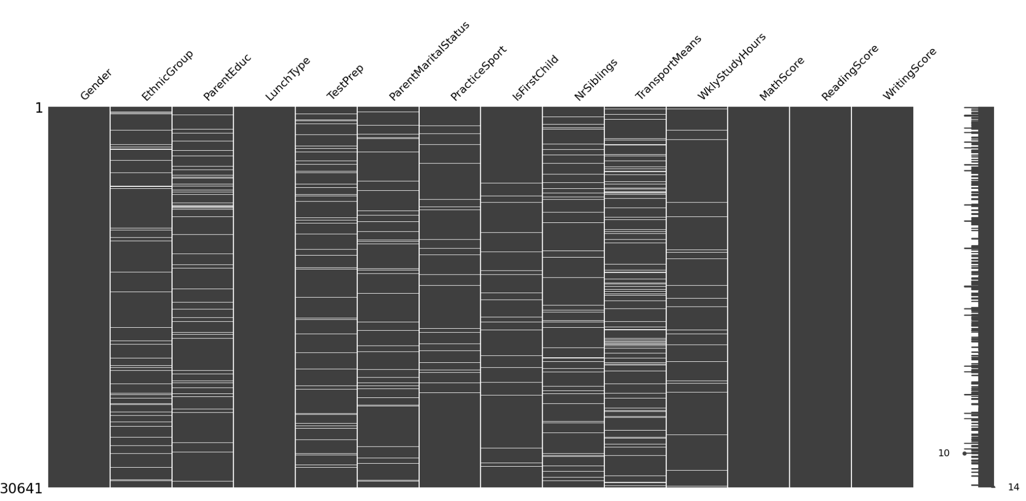 Gender EthnicGroup ParentEduc LunchType TestPrep ParentMaritalStatus PracticeSport IsFirstChild NrSiblings TransportMeans WklyStudyHours MathScore ReadingScore WritingScore
1
10
30641 14